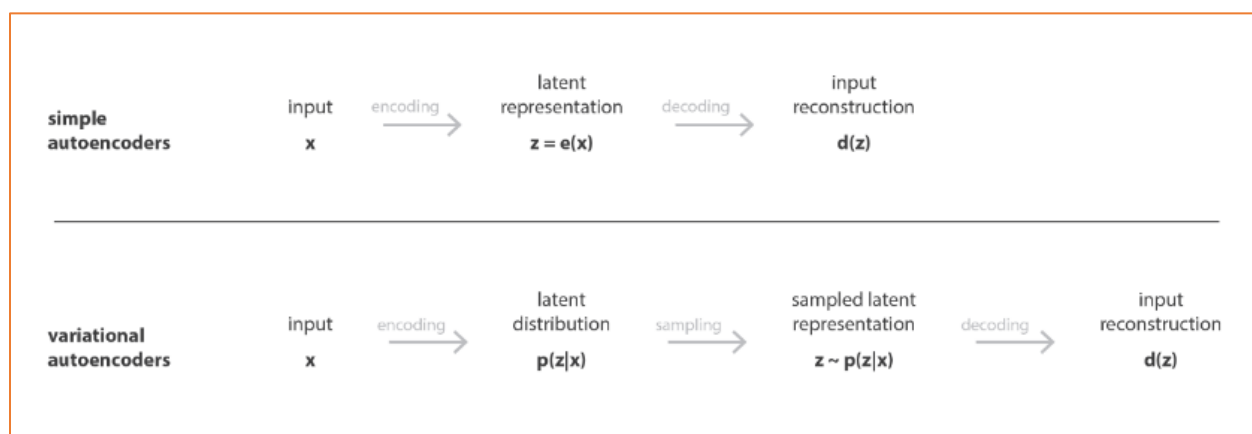 simple
autoencoders
input
x
encoding
latent
representation
z = e(x)
decoding
input
reconstruction
d(z)
variational
autoencoders
input
x
encoding
latent
distribution
p(z|x)
sampling
sampled latent
representation
z ~ p(z|x)
decoding
input
reconstruction
d(z)